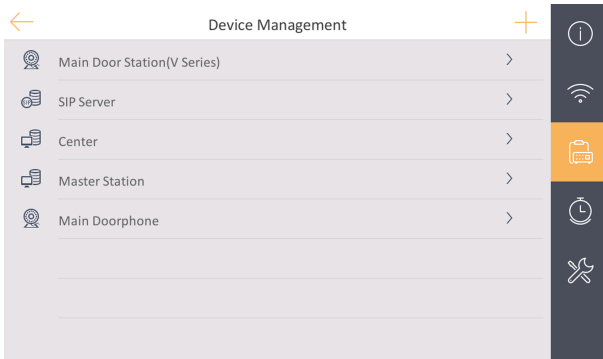 Device Management
Main Door Station(V Series)
SIP Server
Center
Master Station
Main Doorphone